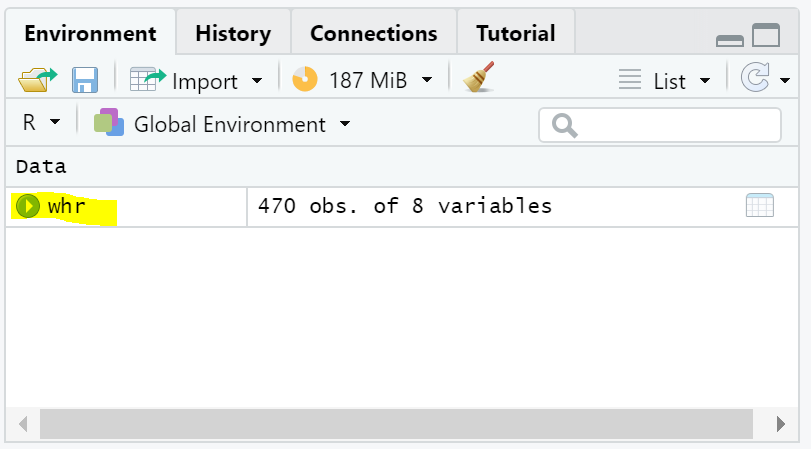 Environment History Connections Tutorial
Import 187 MiB List
R Global Environment
Data
whr 470 obs. of 8 variables